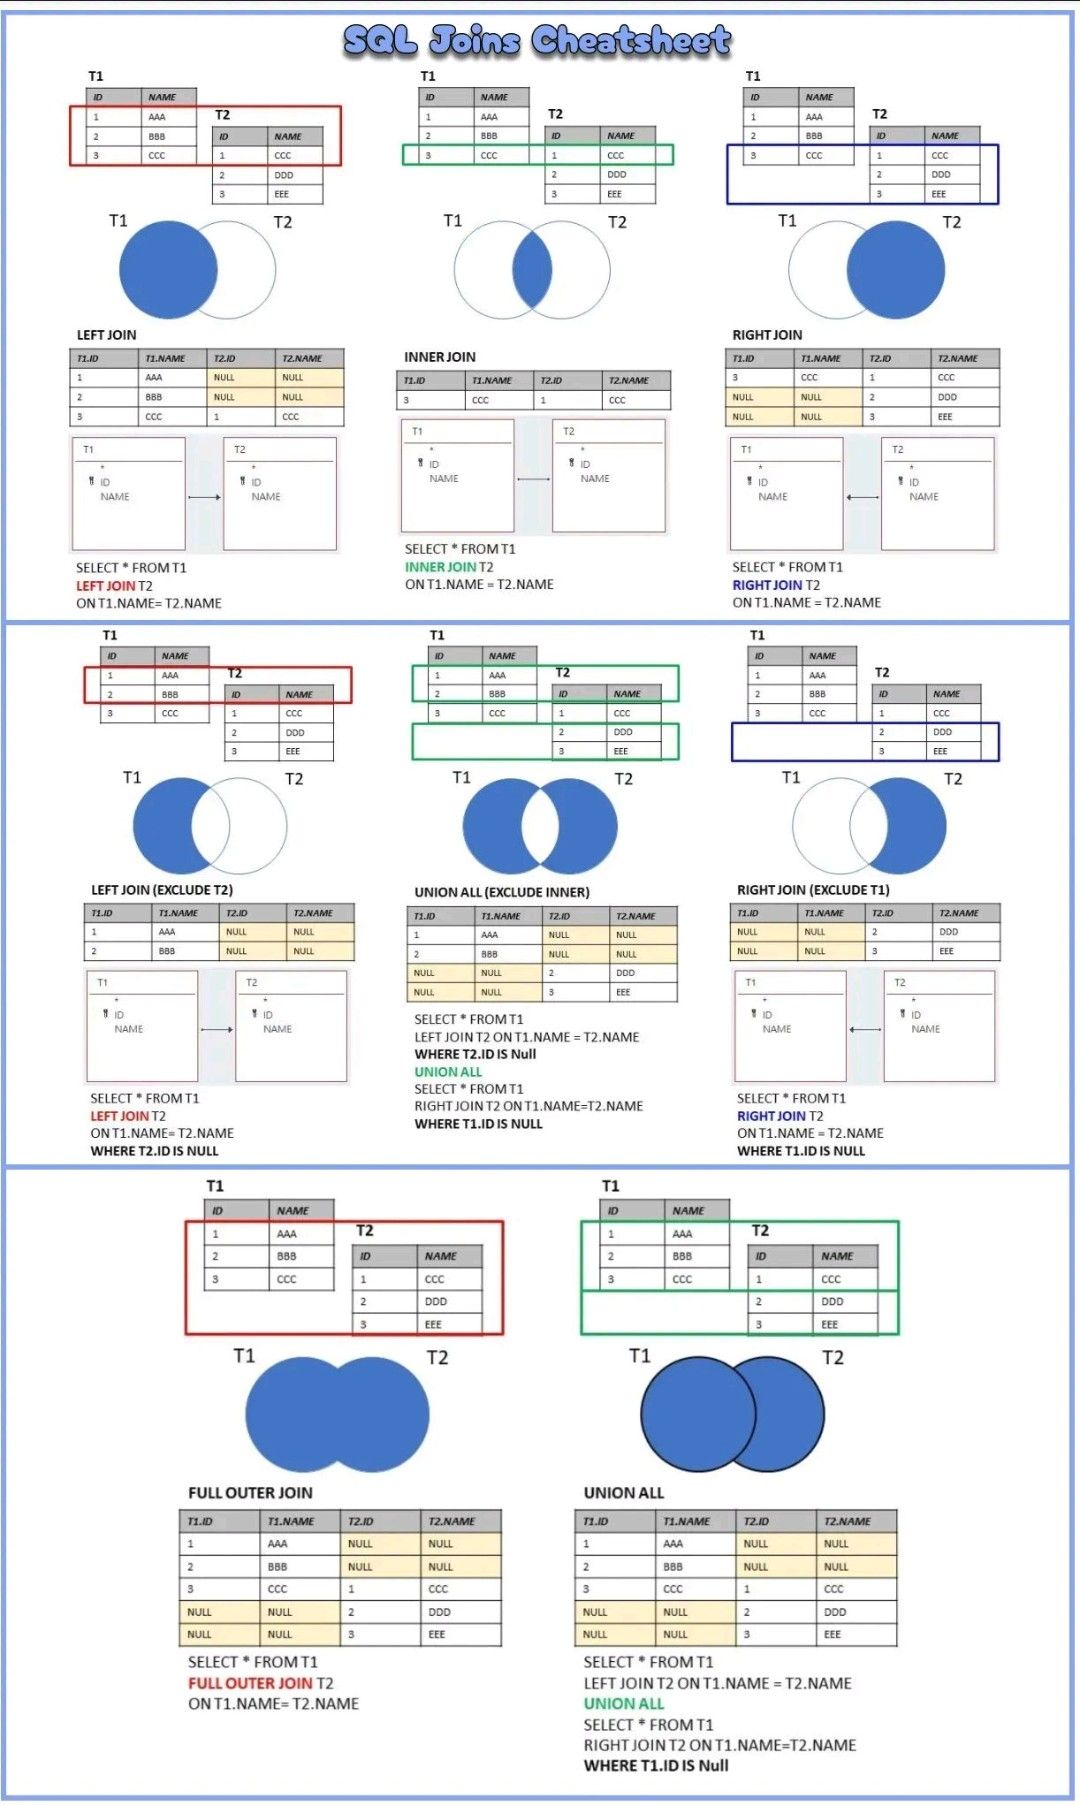 SQL Joins Cheatsheet
T1
ID NAME
1 AAA
2 BBB
3 CCC
T2
ID NAME
1 CCC
2 DDD
3 EEE
T1 T2
LEFT JOIN
T1.ID T1.NAME T2.ID T2.NAME
1 AAA NULL NULL
2 BBB NULL NULL
3 CCC 1 CCC
T1
*
ID
NAME
T2
*
ID
NAME
SELECT * FROM T1
LEFT JOIN T2
ON T1.NAME= T2.NAME
T1
ID NAME
1 AAA
2 BBB
3 CCC
T2
ID NAME
1 CCC
2 DDD
3 EEE
T1 T2
INNER JOIN
T1.ID T1.NAME T2.ID T2.NAME
3 CCC 1 CCC
T1
*
ID
NAME
T2
*
ID
NAME
SELECT * FROM T1
INNER JOIN T2
ON T1.NAME = T2.NAME
T1
ID NAME
1 AAA
2 BBB
3 CCC
T2
ID NAME
1 CCC
2 DDD
3 EEE
T1 T2
RIGHT JOIN
T1.ID T1.NAME T2.ID T2.NAME
3 CCC 1 CCC
NULL NULL 2 DDD
NULL NULL 3 EEE
T1
*
ID
NAME
T2
*
ID
NAME
SELECT * FROM T1
RIGHT JOIN T2
ON T1.NAME = T2.NAME
T1
ID NAME
1 AAA
2 BBB
3 CCC
T2
ID NAME
1 CCC
2 DDD
3 EEE
T1 T2
LEFT JOIN (EXCLUDE T2)
T1.ID T1.NAME T2.ID T2.NAME
1 AAA NULL NULL
2 BBB NULL NULL
T1
*
ID
NAME
T2
*
ID
NAME
SELECT * FROM T1
LEFT JOIN T2
ON T1.NAME= T2.NAME
WHERE T2.ID IS NULL
T1
ID NAME
1 AAA
2 BBB
3 CCC
T2
ID NAME
1 CCC
2 DDD
3 EEE
T1 T2
UNION ALL (EXCLUDE INNER)
T1.ID T1.NAME T2.ID T2.NAME
1 AAA NULL NULL
2 BBB NULL NULL
NULL NULL 2 DDD
NULL NULL 3 EEE
SELECT * FROM T1
LEFT JOIN T2 ON T1.NAME = T2.NAME
WHERE T2.ID IS Null
UNION ALL
SELECT * FROM T1
RIGHT JOIN T2 ON T1.NAME=T2.NAME
WHERE T1.ID IS NULL
T1
ID NAME
1 AAA
2 BBB
3 CCC
T2
ID NAME
1 CCC
2 DDD
3 EEE
T1 T2
RIGHT JOIN (EXCLUDE T1)
T1.ID T1.NAME T2.ID T2.NAME
NULL NULL 2 DDD
NULL NULL 3 EEE
T1
*
ID
NAME
T2
*
ID
NAME
SELECT * FROM T1
RIGHT JOIN T2
ON T1.NAME = T2.NAME
WHERE T1.ID IS NULL
T1
ID NAME
1 AAA
2 BBB
3 CCC
T2
ID NAME
1 CCC
2 DDD
3 EEE
T1 T2
FULL OUTER JOIN
T1.ID T1.NAME T2.ID T2.NAME
1 AAA NULL NULL
2 BBB NULL NULL
3 CCC 1 CCC
NULL NULL 2 DDD
NULL NULL 3 EEE
SELECT * FROM T1
FULL OUTER JOIN T2
ON T1.NAME= T2.NAME
T1
ID NAME
1 AAA
2 BBB
3 CCC
T2
ID NAME
1 CCC
2 DDD
3 EEE
T1 T2
UNION ALL
T1.ID T1.NAME T2.ID T2.NAME
1 AAA NULL NULL
2 BBB NULL NULL
3 CCC 1 CCC
NULL NULL 2 DDD
NULL NULL 3 EEE
SELECT * FROM T1
LEFT JOIN T2 ON T1.NAME = T2.NAME
UNION ALL
SELECT * FROM T1
RIGHT JOIN T2 ON T1.NAME=T2.NAME
WHERE T1.ID IS Null